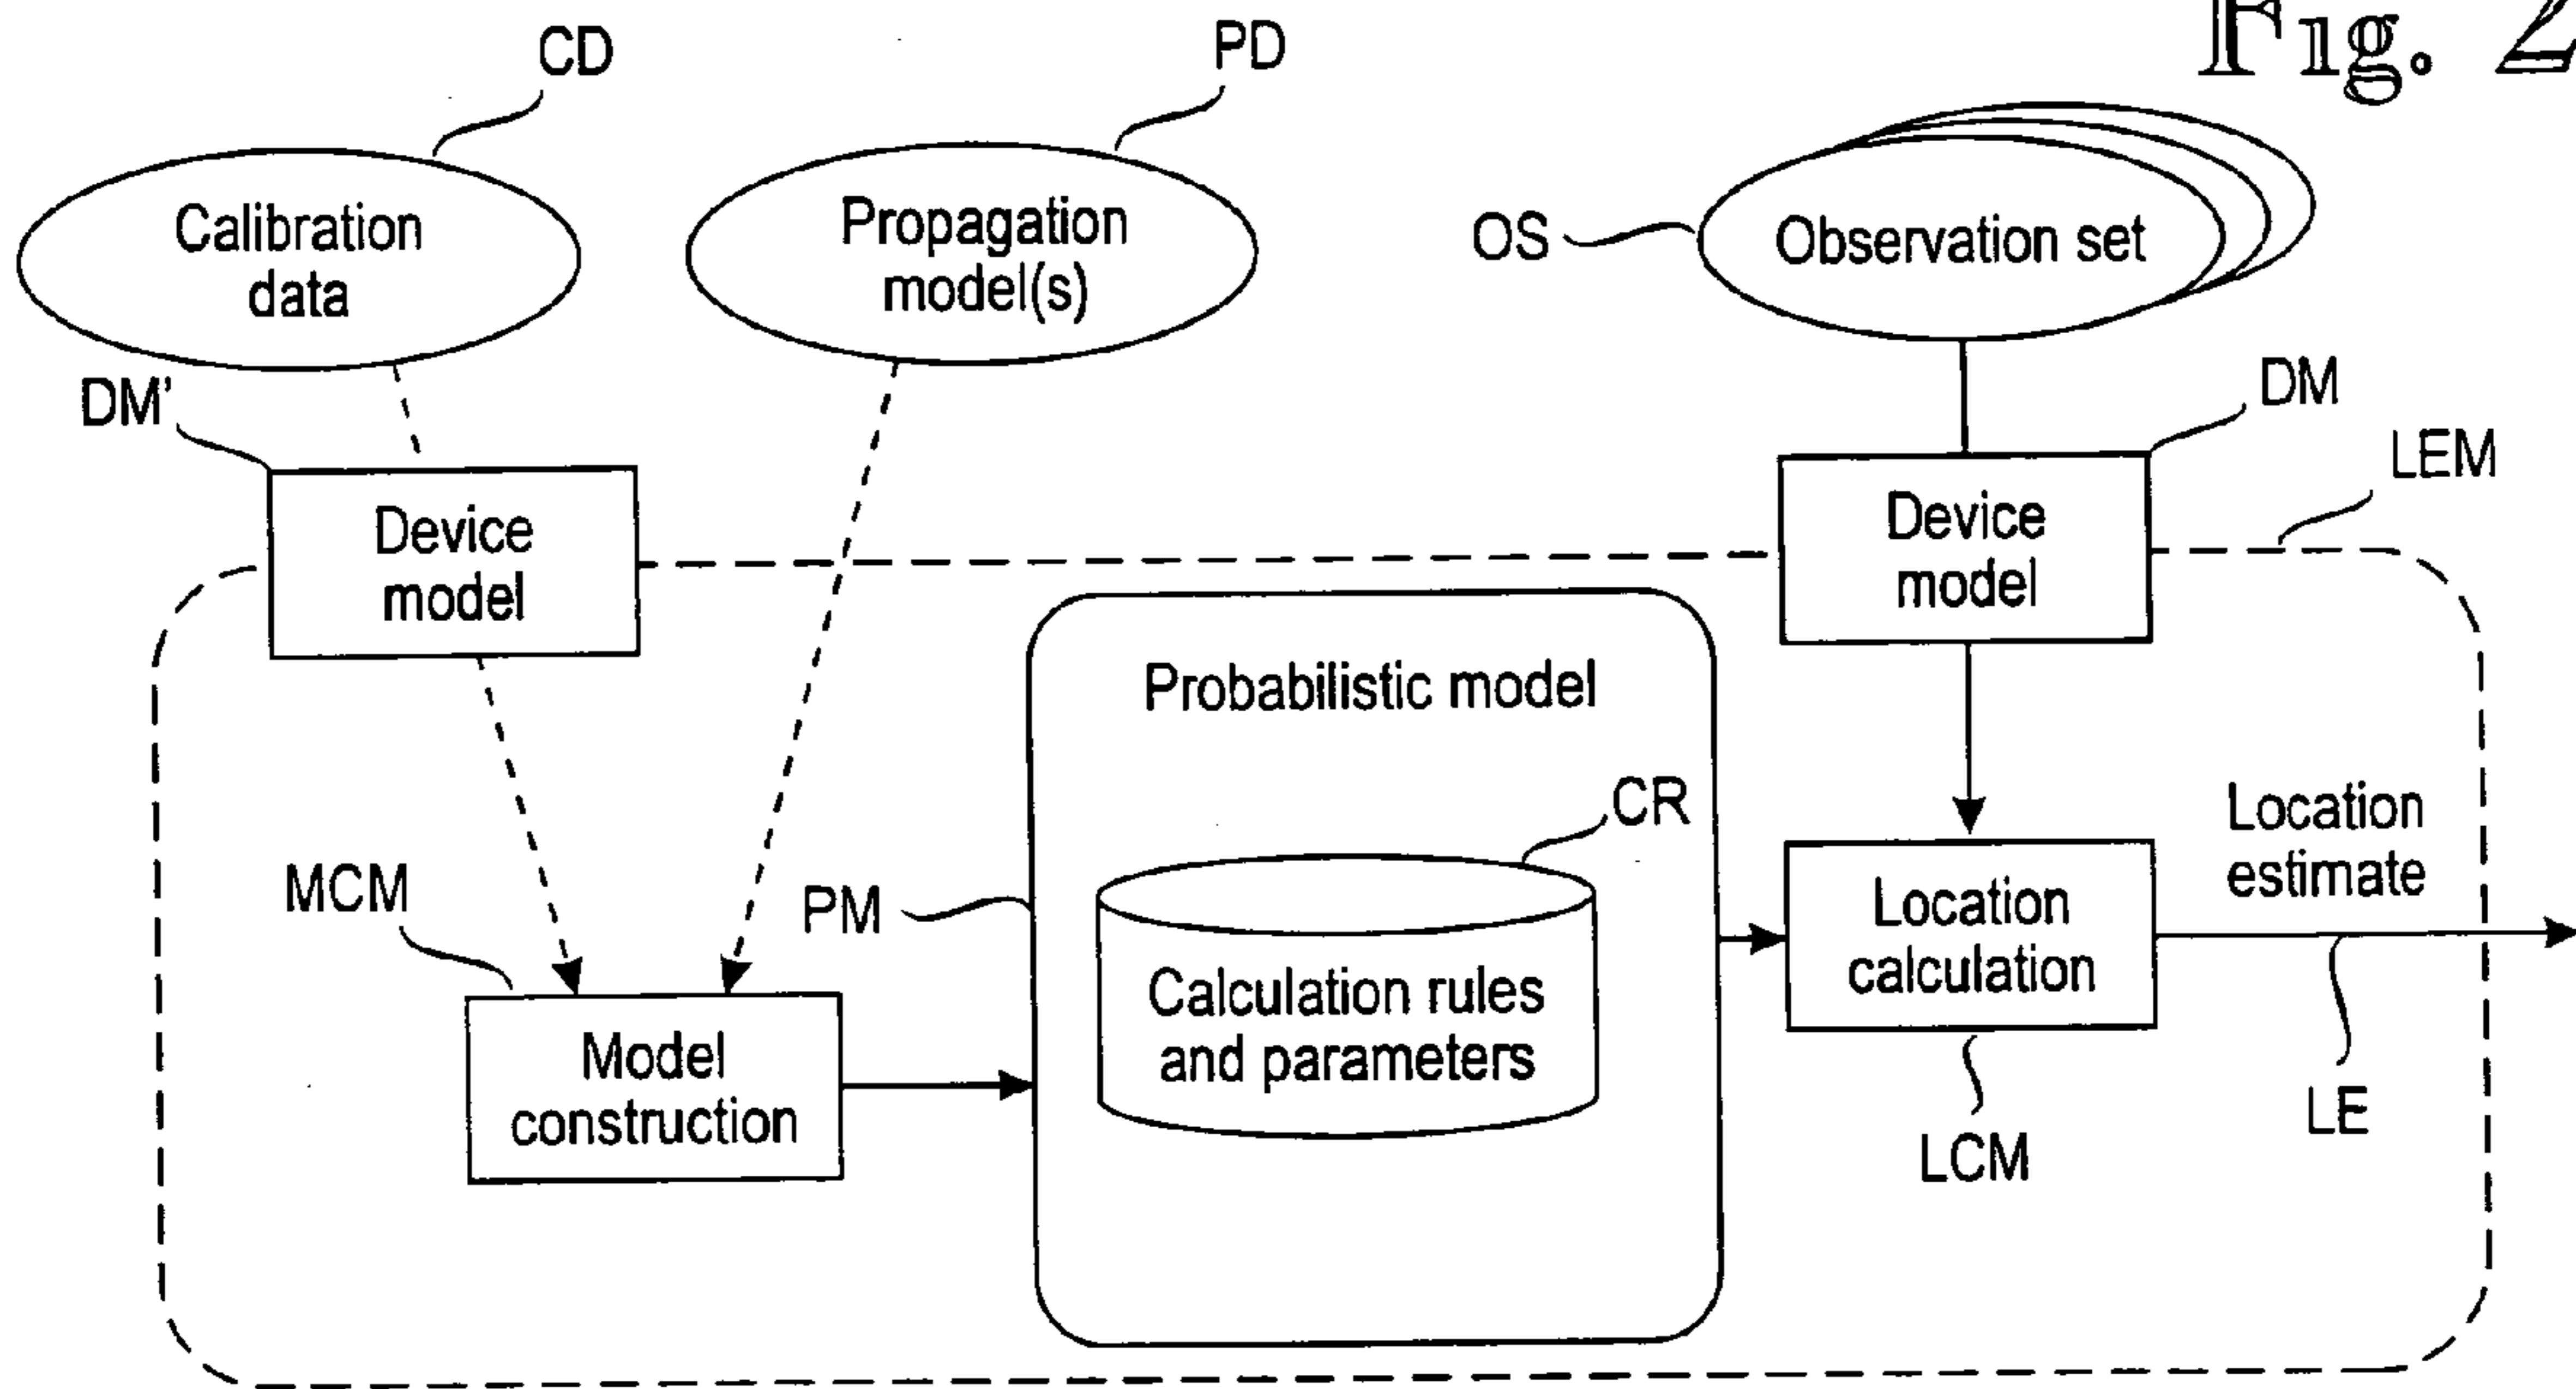 Fig. 2
CD
PD
Calibration
data
Propagation
model(s)
OS
Observation set
DM'
DM
LEM
Device
model
Device
model
Probabilistic model
CR
Location
estimate
MCM
PM
Calculation rules
and parameters
Location
calculation
Model
construction
LCM
LE